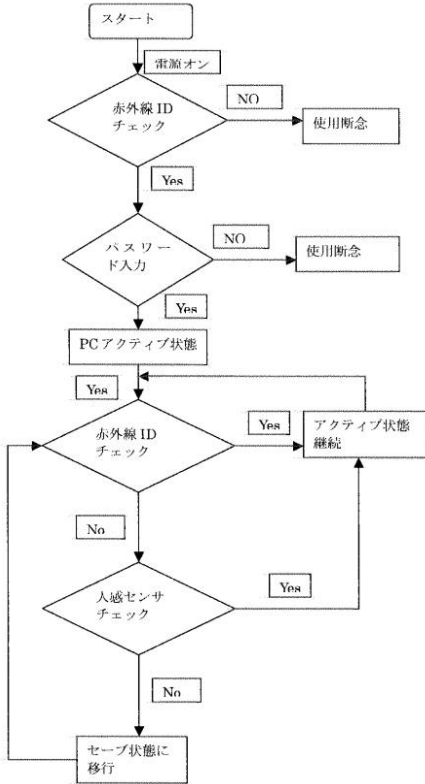 スタート
電源オン
赤外線 ID
チェック
NO
使用断念
Yes
パスワー
ド入力
NO
使用断念
Yes
PCアクティブ状態
Yes
赤外線 ID
チェック
Yes
アクティブ状態
継続
No
人感センサ
チェック
Yes
No
セーブ状態に
移行